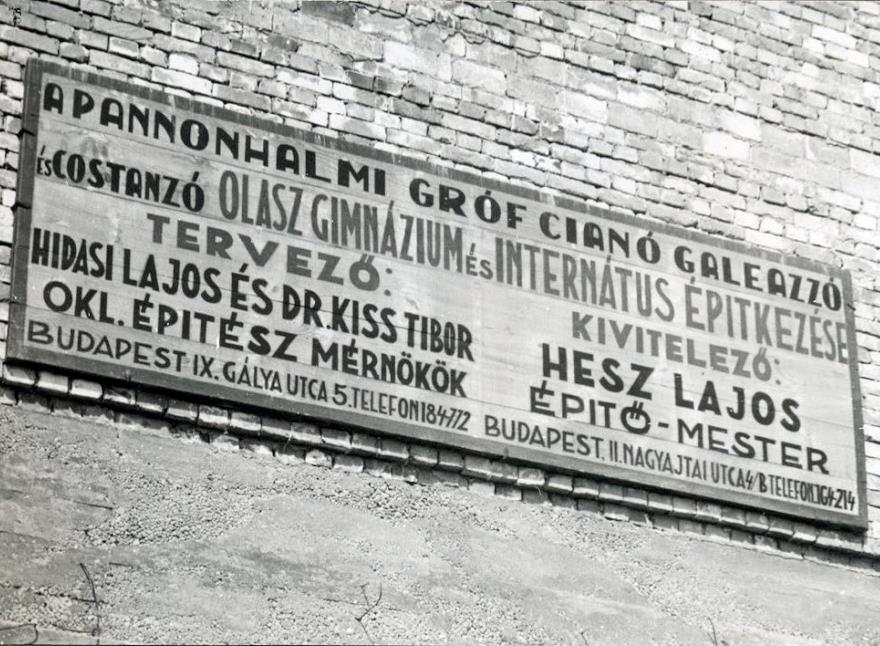 A PANNONHALMI GRÓF CIANÓ GALEAZZÓ
ÉS COSTANZÓ OLASZ GIMNÁZIUM ÉS INTERNÁTUS ÉPITKEZÉSE
TERVEZŐ:
HIDASI LAJOS ÉS DR. KISS TIBOR
OKL. ÉPITÉSZ MÉRNÖKÖK
BUDAPEST IX. GÁLYA UTCA 5. TELEFON 184-772
KIVITELEZŐ:
HESZ LAJOS
ÉPITŐ-MESTER
BUDAPEST. II. NAGYAJTAI UTCA 4/B TELEFON: 164-214